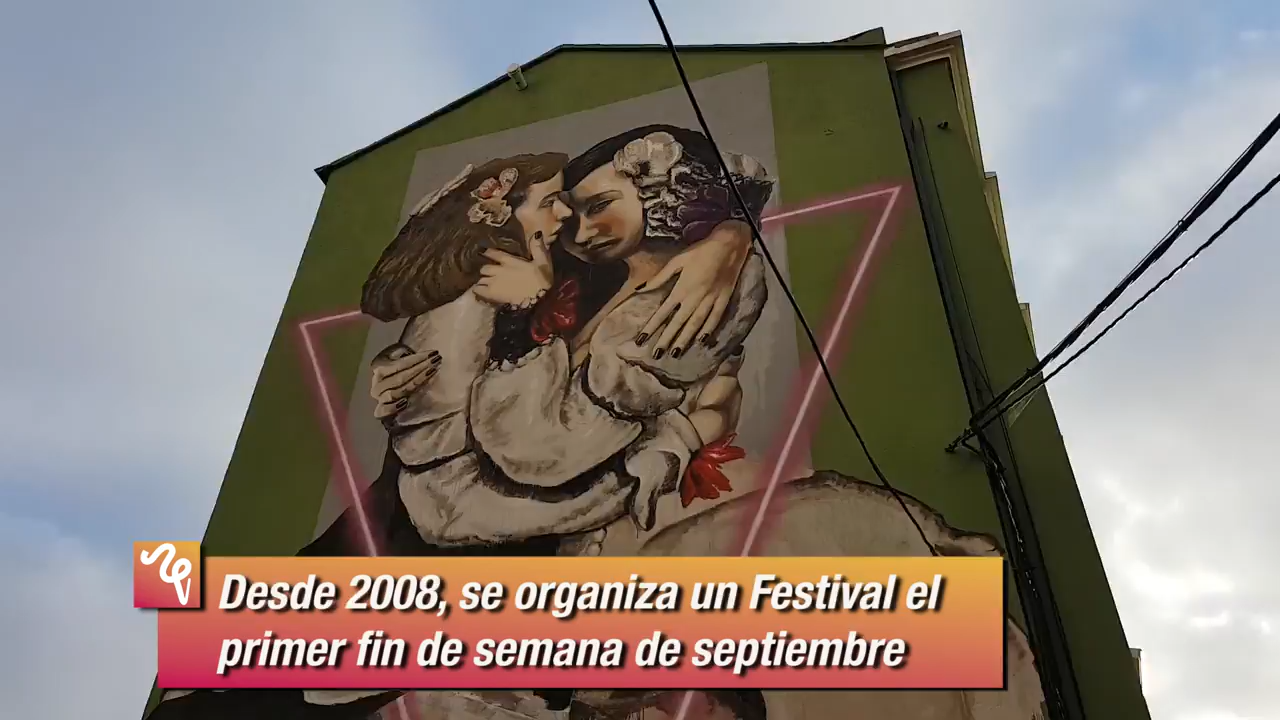 Desde 2008, se organiza un Festival el
primer fin de semana de septiembre